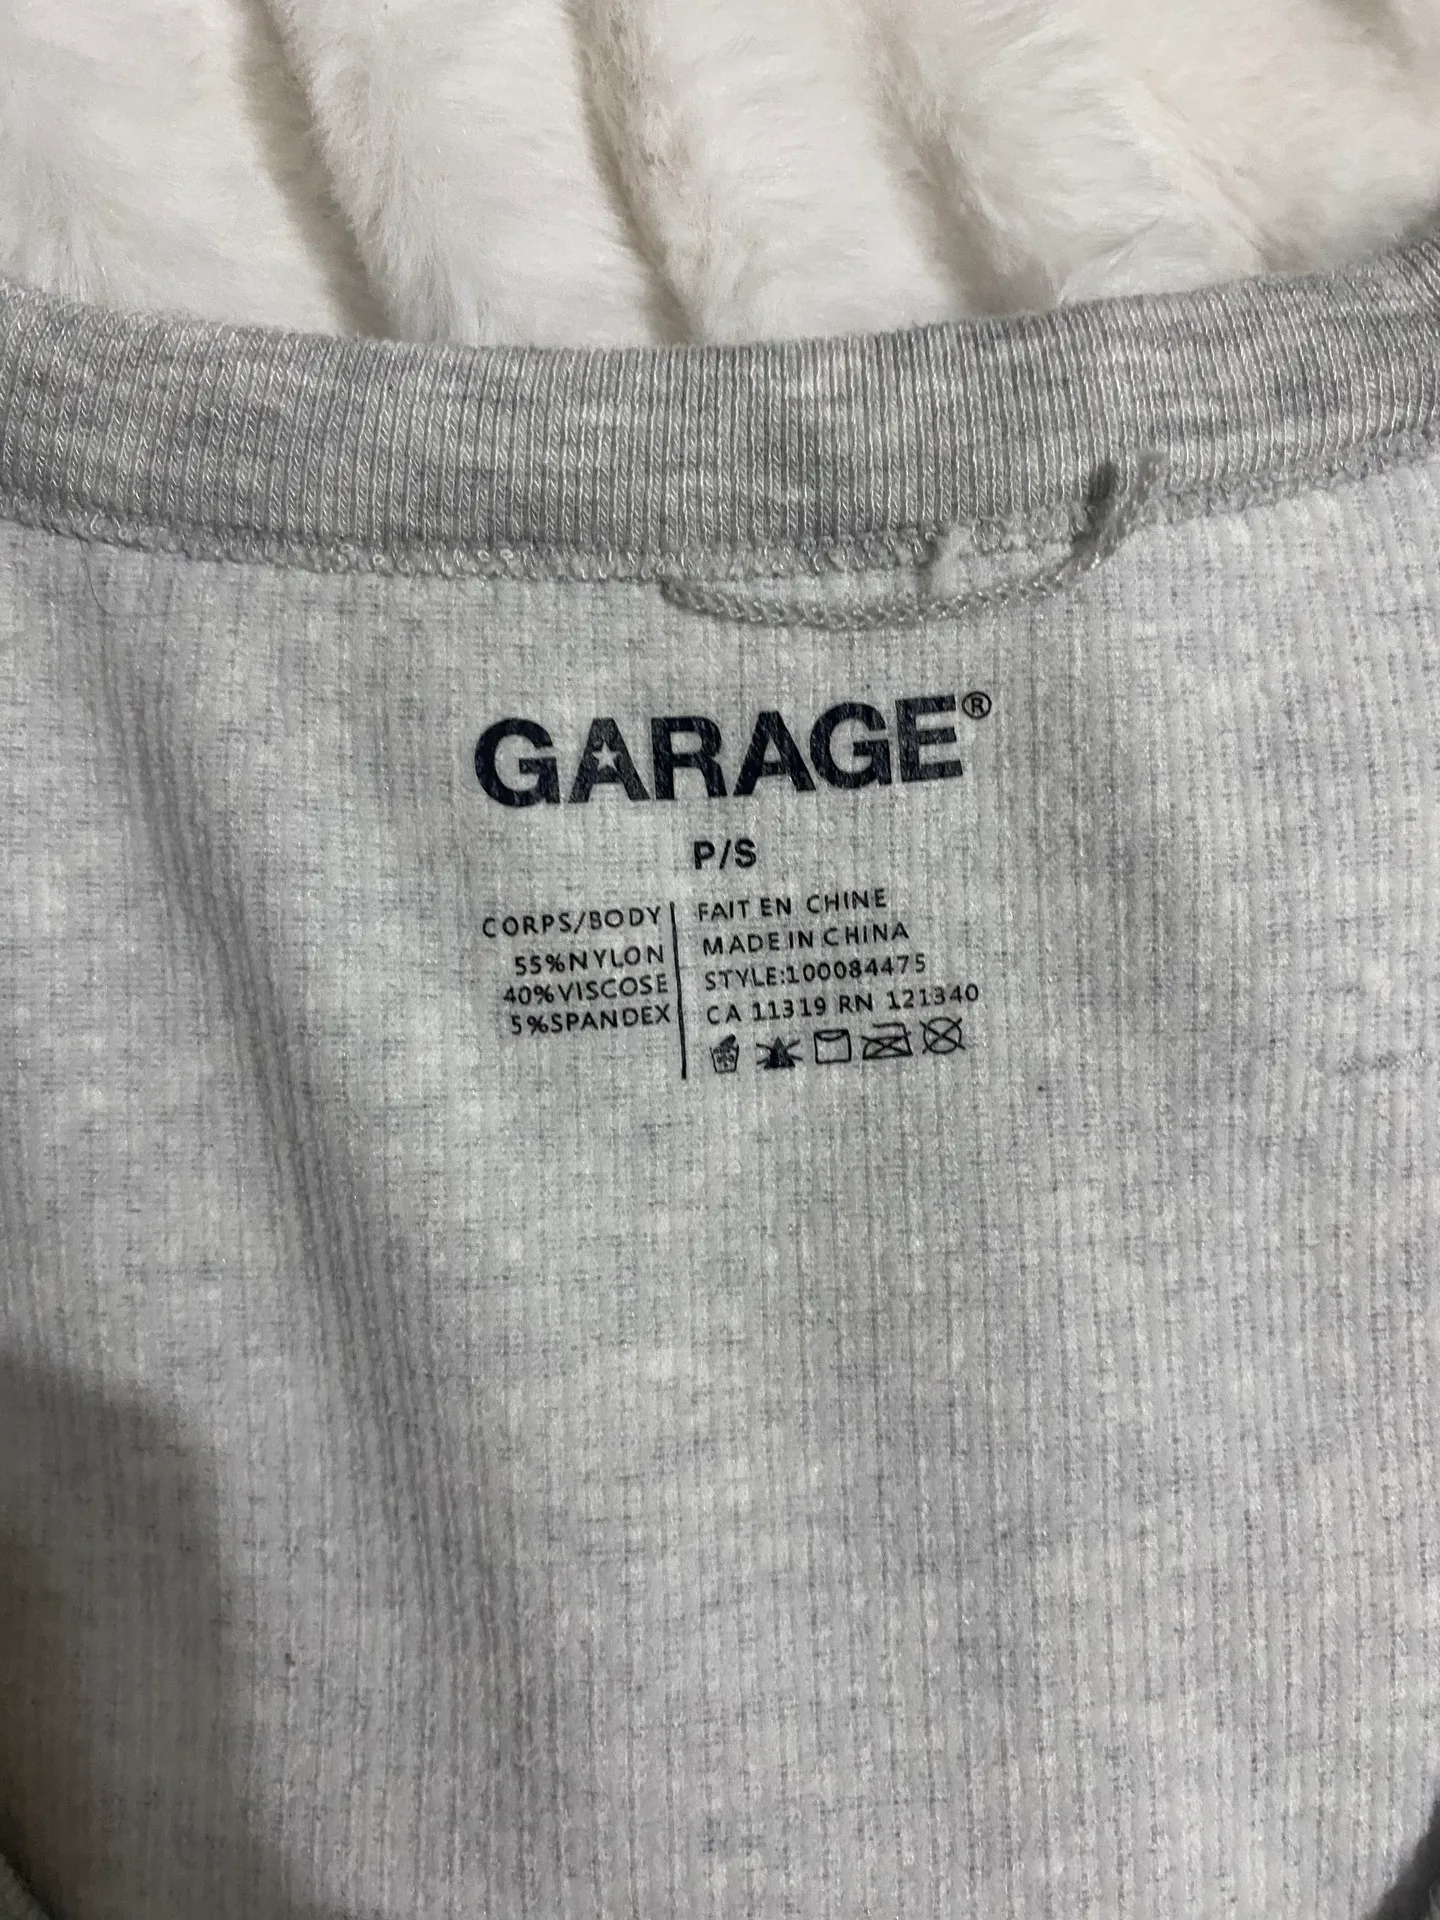 GARAGE®
P/S
CORPS/BODY
55%NYLON
40%VISCOSE
5%SPANDEX
FAIT EN CHINE
MADE IN CHINA
STYLE:100084475
CA 11319 RN 121340